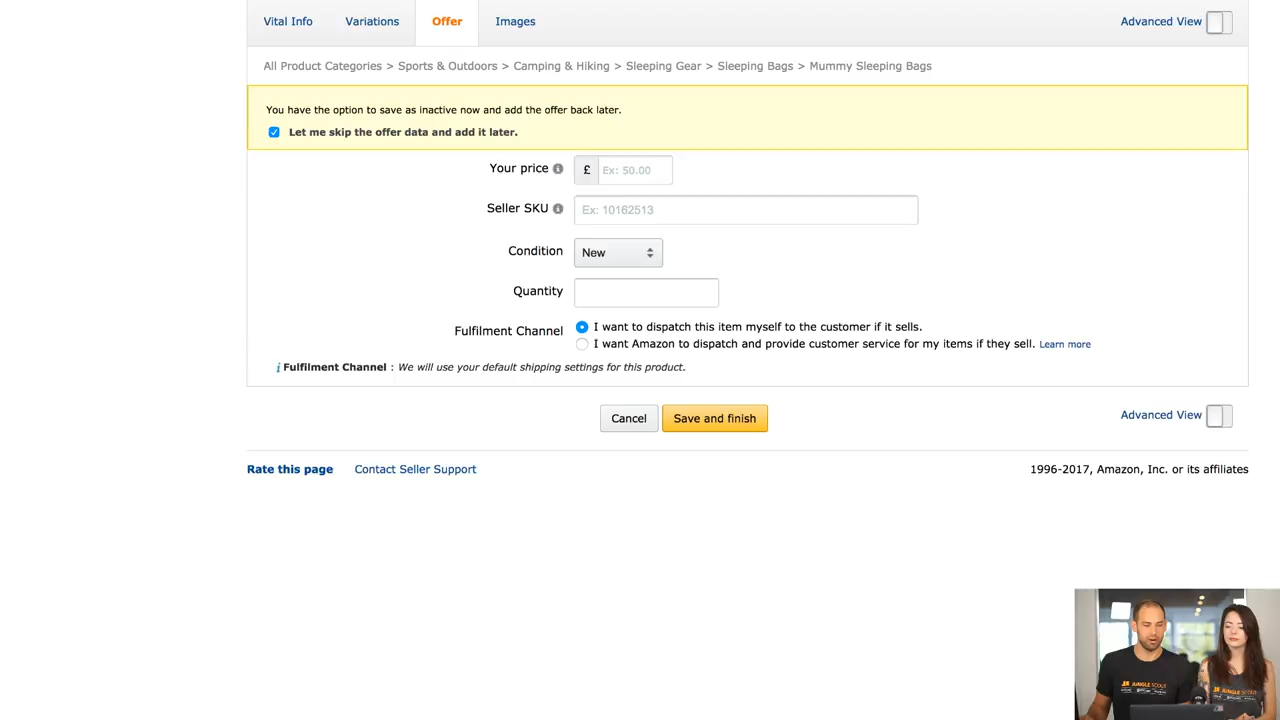 Vital Info Variations Offer Images Advanced View
All Product Categories > Sports & Outdoors > Camping & Hiking > Sleeping Gear > Sleeping Bags > Mummy Sleeping Bags
You have the option to save as inactive now and add the offer back later.
Let me skip the offer data and add it later.
Your price £ Ex: 50.00
Seller SKU Ex: 10162513
Condition New
Quantity
Fulfilment Channel I want to dispatch this item myself to the customer if it sells.
I want Amazon to dispatch and provide customer service for my items if they sell. Learn more
Fulfilment Channel : We will use your default shipping settings for this product.
Cancel Save and finish Advanced View
Rate this page Contact Seller Support 1996-2017, Amazon, Inc. or its affiliates
JUNGLE SCOUT
JUNGLE SCOUT